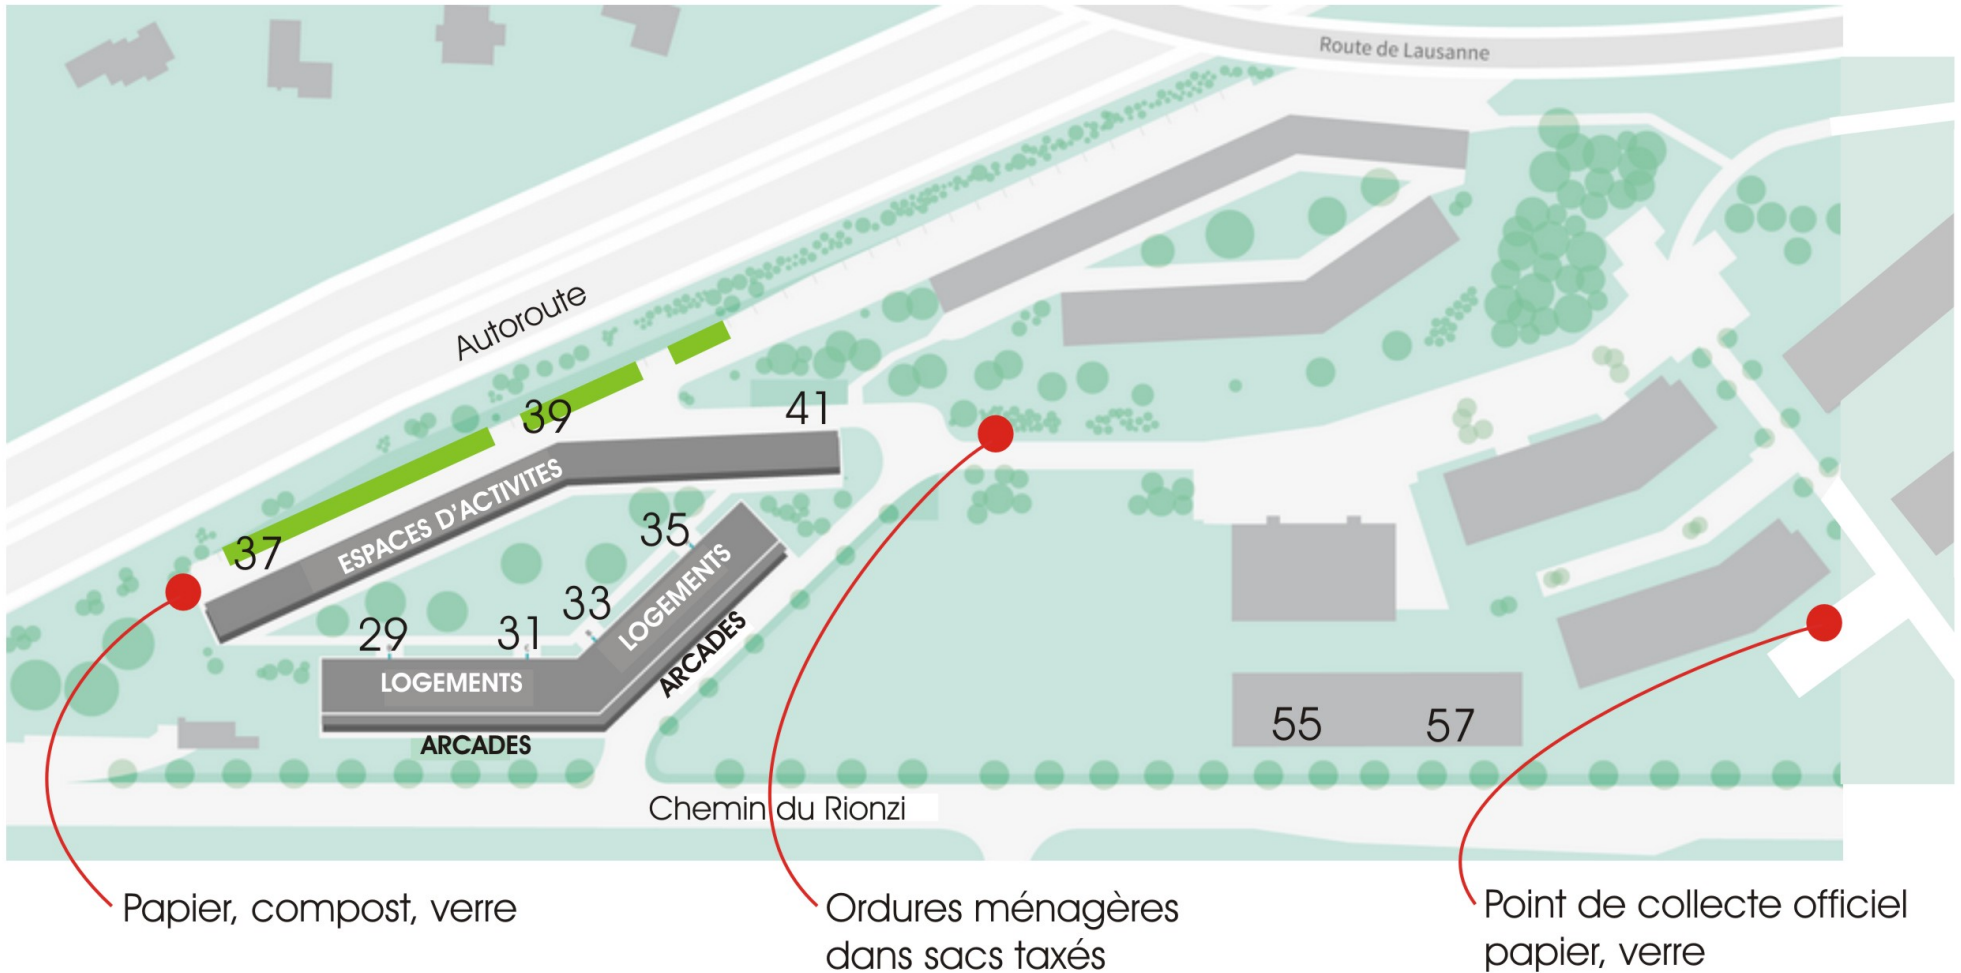 Route de Lausanne
Autoroute
39
41
37
ESPACES D'ACTIVITES
35
33
LOGEMENTS
29
31
LOGEMENTS
ARCADES
ARCADES
55
57
Chemin du Rionzi
Papier, compost, verre
Ordures ménagères
dans sacs taxés
Point de collecte officiel
papier, verre